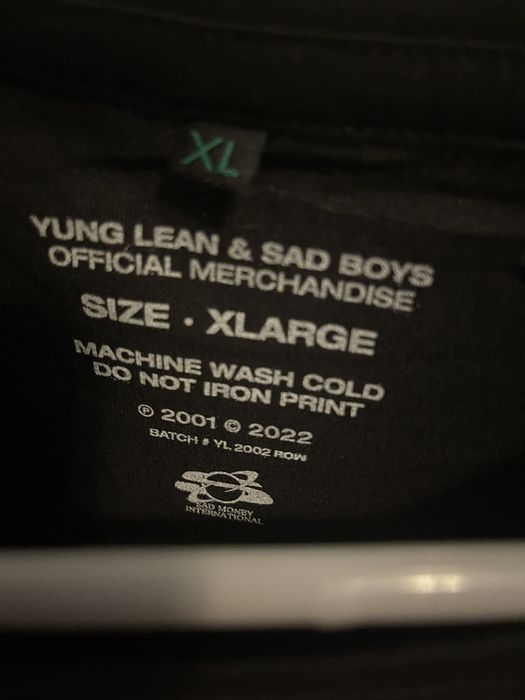 XL
YUNG LEAN & SAD BOYS
OFFICIAL MERCHANDISE
SIZE • XLARGE
MACHINE WASH COLD
DO NOT IRON PRINT
℗ 2001 © 2022
BATCH # YL 2002 ROW
SAD MONEY
INTERNATIONAL